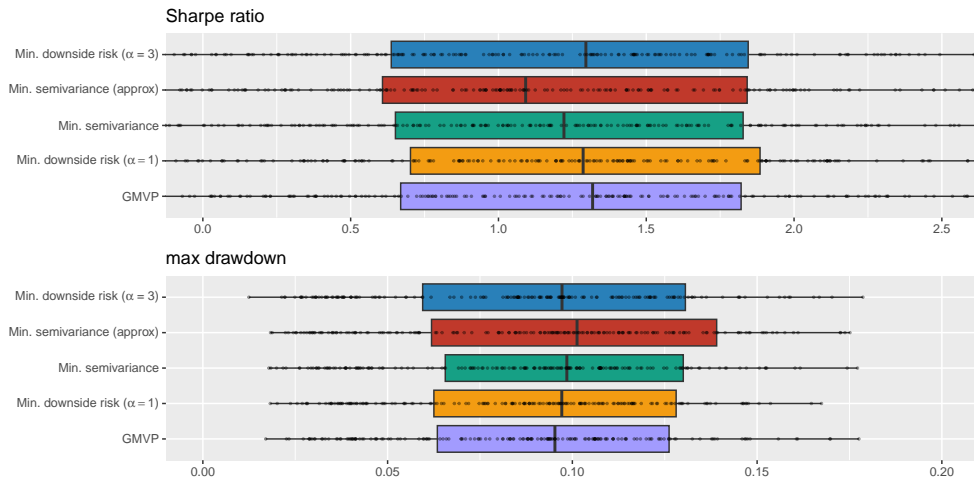 Sharpe ratio
Min. downside risk (α = 3)
Min. semivariance (approx)
Min. semivariance
Min. downside risk (α = 1)
GMVP
0.0 0.5 1.0 1.5 2.0 2.5
max drawdown
Min. downside risk (α = 3)
Min. semivariance (approx)
Min. semivariance
Min. downside risk (α = 1)
GMVP
0.00 0.05 0.10 0.15 0.20